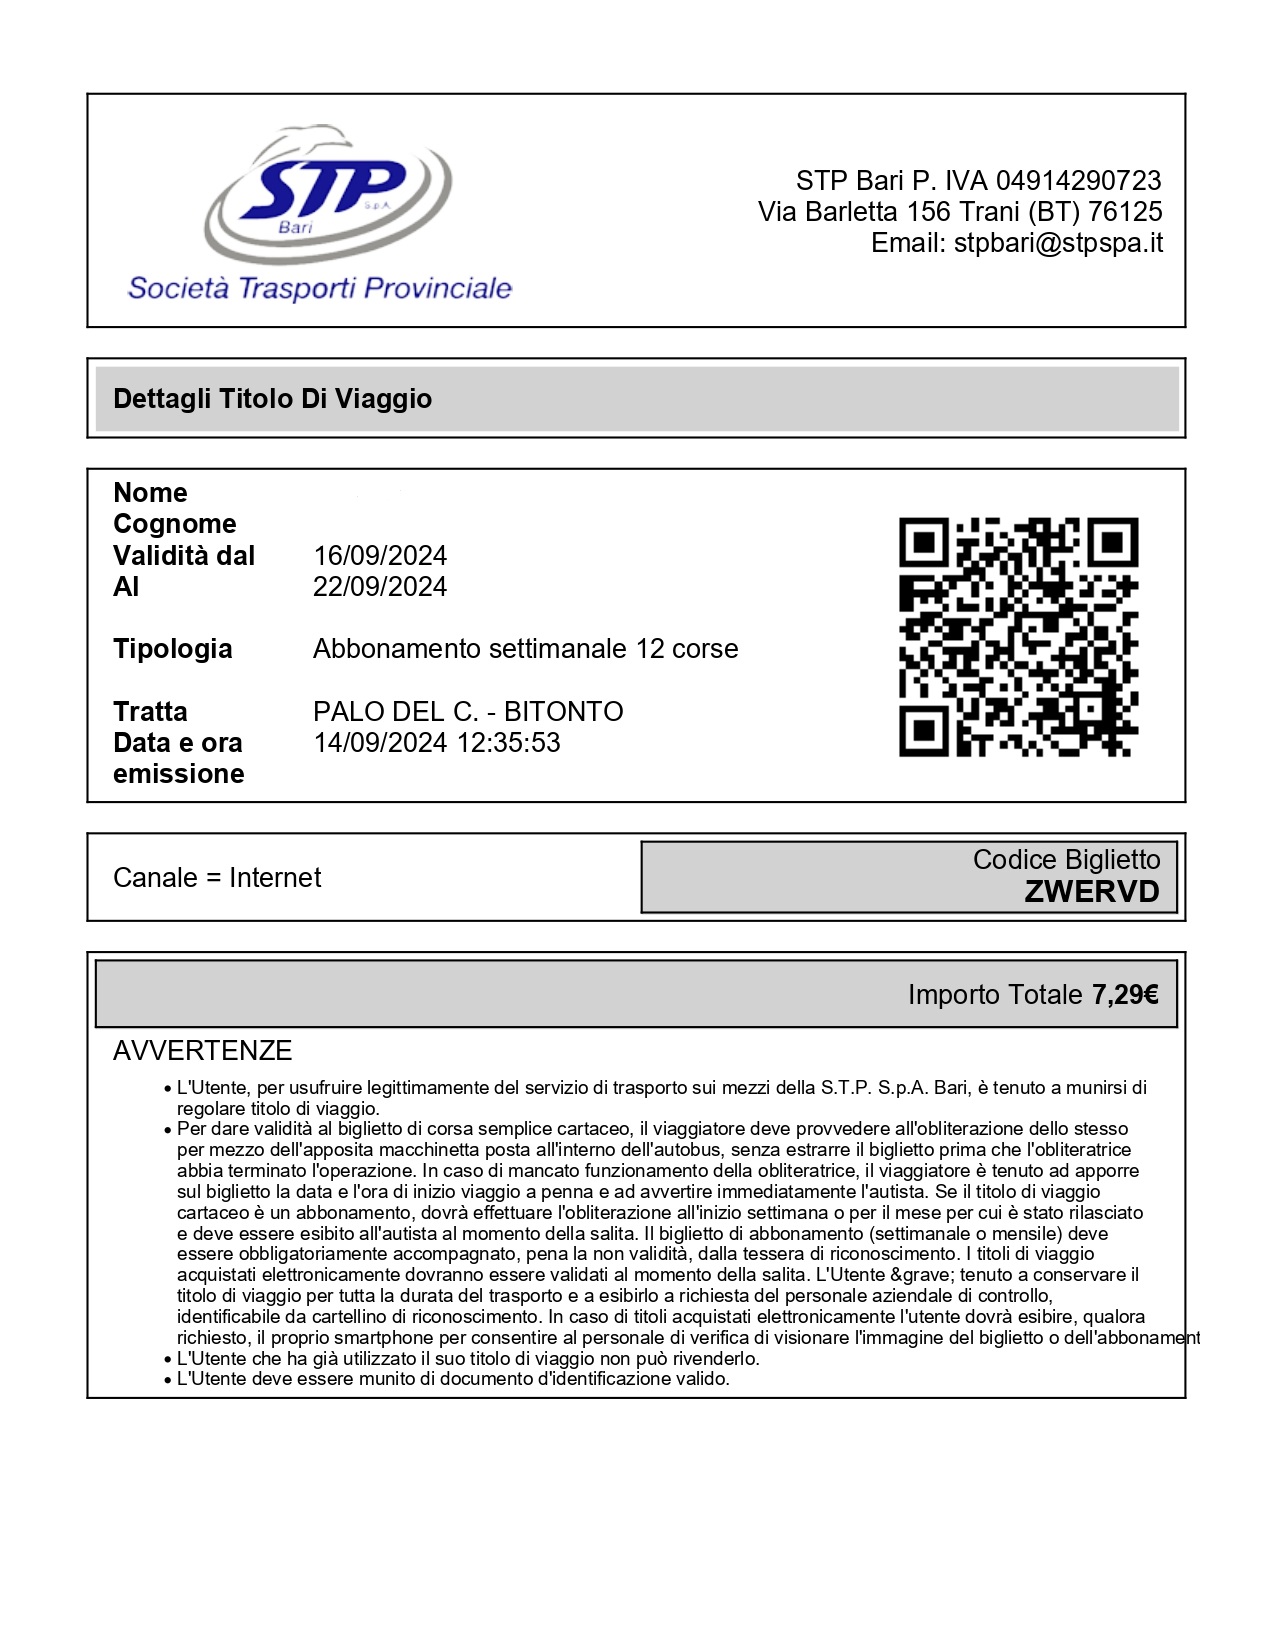 STP
S.p.A.
Bari
Società Trasporti Provinciale
STP Bari P. IVA 04914290723
Via Barletta 156 Trani (BT) 76125
Email: stpbari@stpspa.it
Dettagli Titolo Di Viaggio
Nome
Cognome
Validità dal 16/09/2024
Al 22/09/2024
Tipologia Abbonamento settimanale 12 corse
Tratta PALO DEL C. - BITONTO
Data e ora 14/09/2024 12:35:53
emissione
Canale = Internet
Codice Biglietto
ZWERVD
Importo Totale 7,29€
AVVERTENZE
• L'Utente, per usufruire legittimamente del servizio di trasporto sui mezzi della S.T.P. S.p.A. Bari, è tenuto a munirsi di
regolare titolo di viaggio.
• Per dare validità al biglietto di corsa semplice cartaceo, il viaggiatore deve provvedere all'obliterazione dello stesso
per mezzo dell'apposita macchinetta posta all'interno dell'autobus, senza estrarre il biglietto prima che l'obliteratrice
abbia terminato l'operazione. In caso di mancato funzionamento della obliteratrice, il viaggiatore è tenuto ad apporre
sul biglietto la data e l'ora di inizio viaggio a penna e ad avvertire immediatamente l'autista. Se il titolo di viaggio
cartaceo è un abbonamento, dovrà effettuare l'obliterazione all'inizio settimana o per il mese per cui è stato rilasciato
e deve essere esibito all'autista al momento della salita. Il biglietto di abbonamento (settimanale o mensile) deve
essere obbligatoriamente accompagnato, pena la non validità, dalla tessera di riconoscimento. I titoli di viaggio
acquistati elettronicamente dovranno essere validati al momento della salita. L'Utente &grave; tenuto a conservare il
titolo di viaggio per tutta la durata del trasporto e a esibirlo a richiesta del personale aziendale di controllo,
identificabile da cartellino di riconoscimento. In caso di titoli acquistati elettronicamente l'utente dovrà esibire, qualora
richiesto, il proprio smartphone per consentire al personale di verifica di visionare l'immagine del biglietto o dell'abbonament
• L'Utente che ha già utilizzato il suo titolo di viaggio non può rivenderlo.
• L'Utente deve essere munito di documento d'identificazione valido.